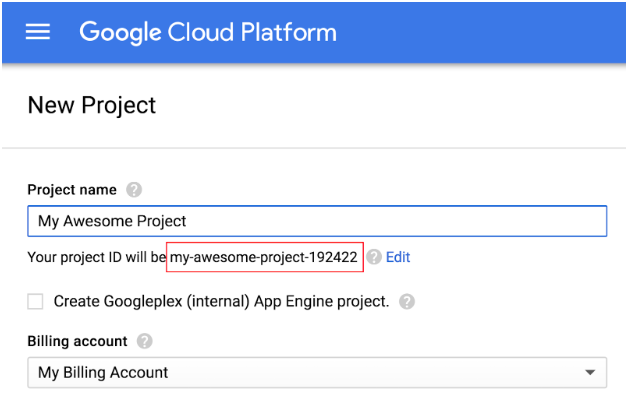 Google Cloud Platform
New Project
Project name ?
My Awesome Project
Your project ID will be my-awesome-project-192422 ? Edit
Create Googleplex (internal) App Engine project. ?
Billing account ?
My Billing Account